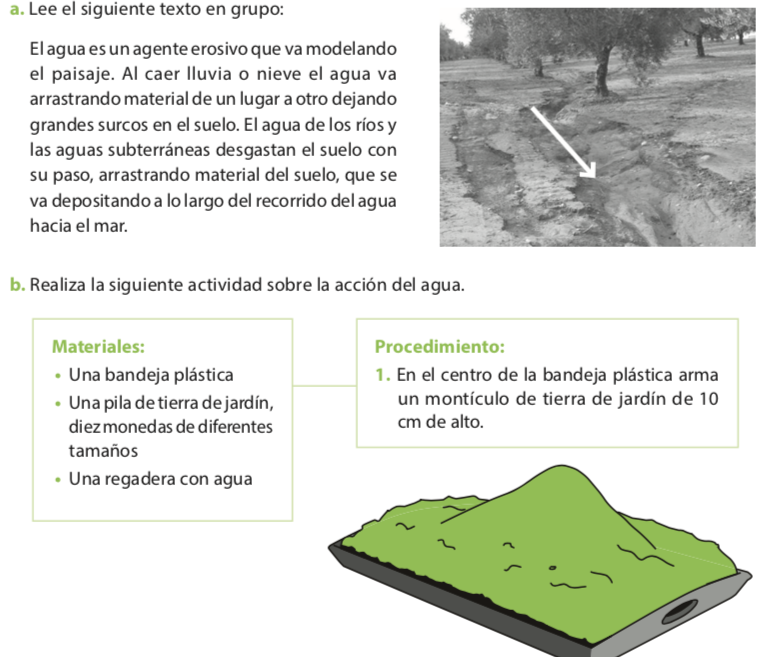 a. Lee el siguiente texto en grupo:
El agua es un agente erosivo que va modelando
el paisaje. Al caer lluvia o nieve el agua va
arrastrando material de un lugar a otro dejando
grandes surcos en el suelo. El agua de los ríos y
las aguas subterráneas desgastan el suelo con
su paso, arrastrando material del suelo, que se
va depositando a lo largo del recorrido del agua
hacia el mar.
b. Realiza la siguiente actividad sobre la acción del agua.
Materiales:
• Una bandeja plástica
• Una pila de tierra de jardín,
diez monedas de diferentes
tamaños
• Una regadera con agua
Procedimiento:
1. En el centro de la bandeja plástica arma
un montículo de tierra de jardín de 10
cm de alto.